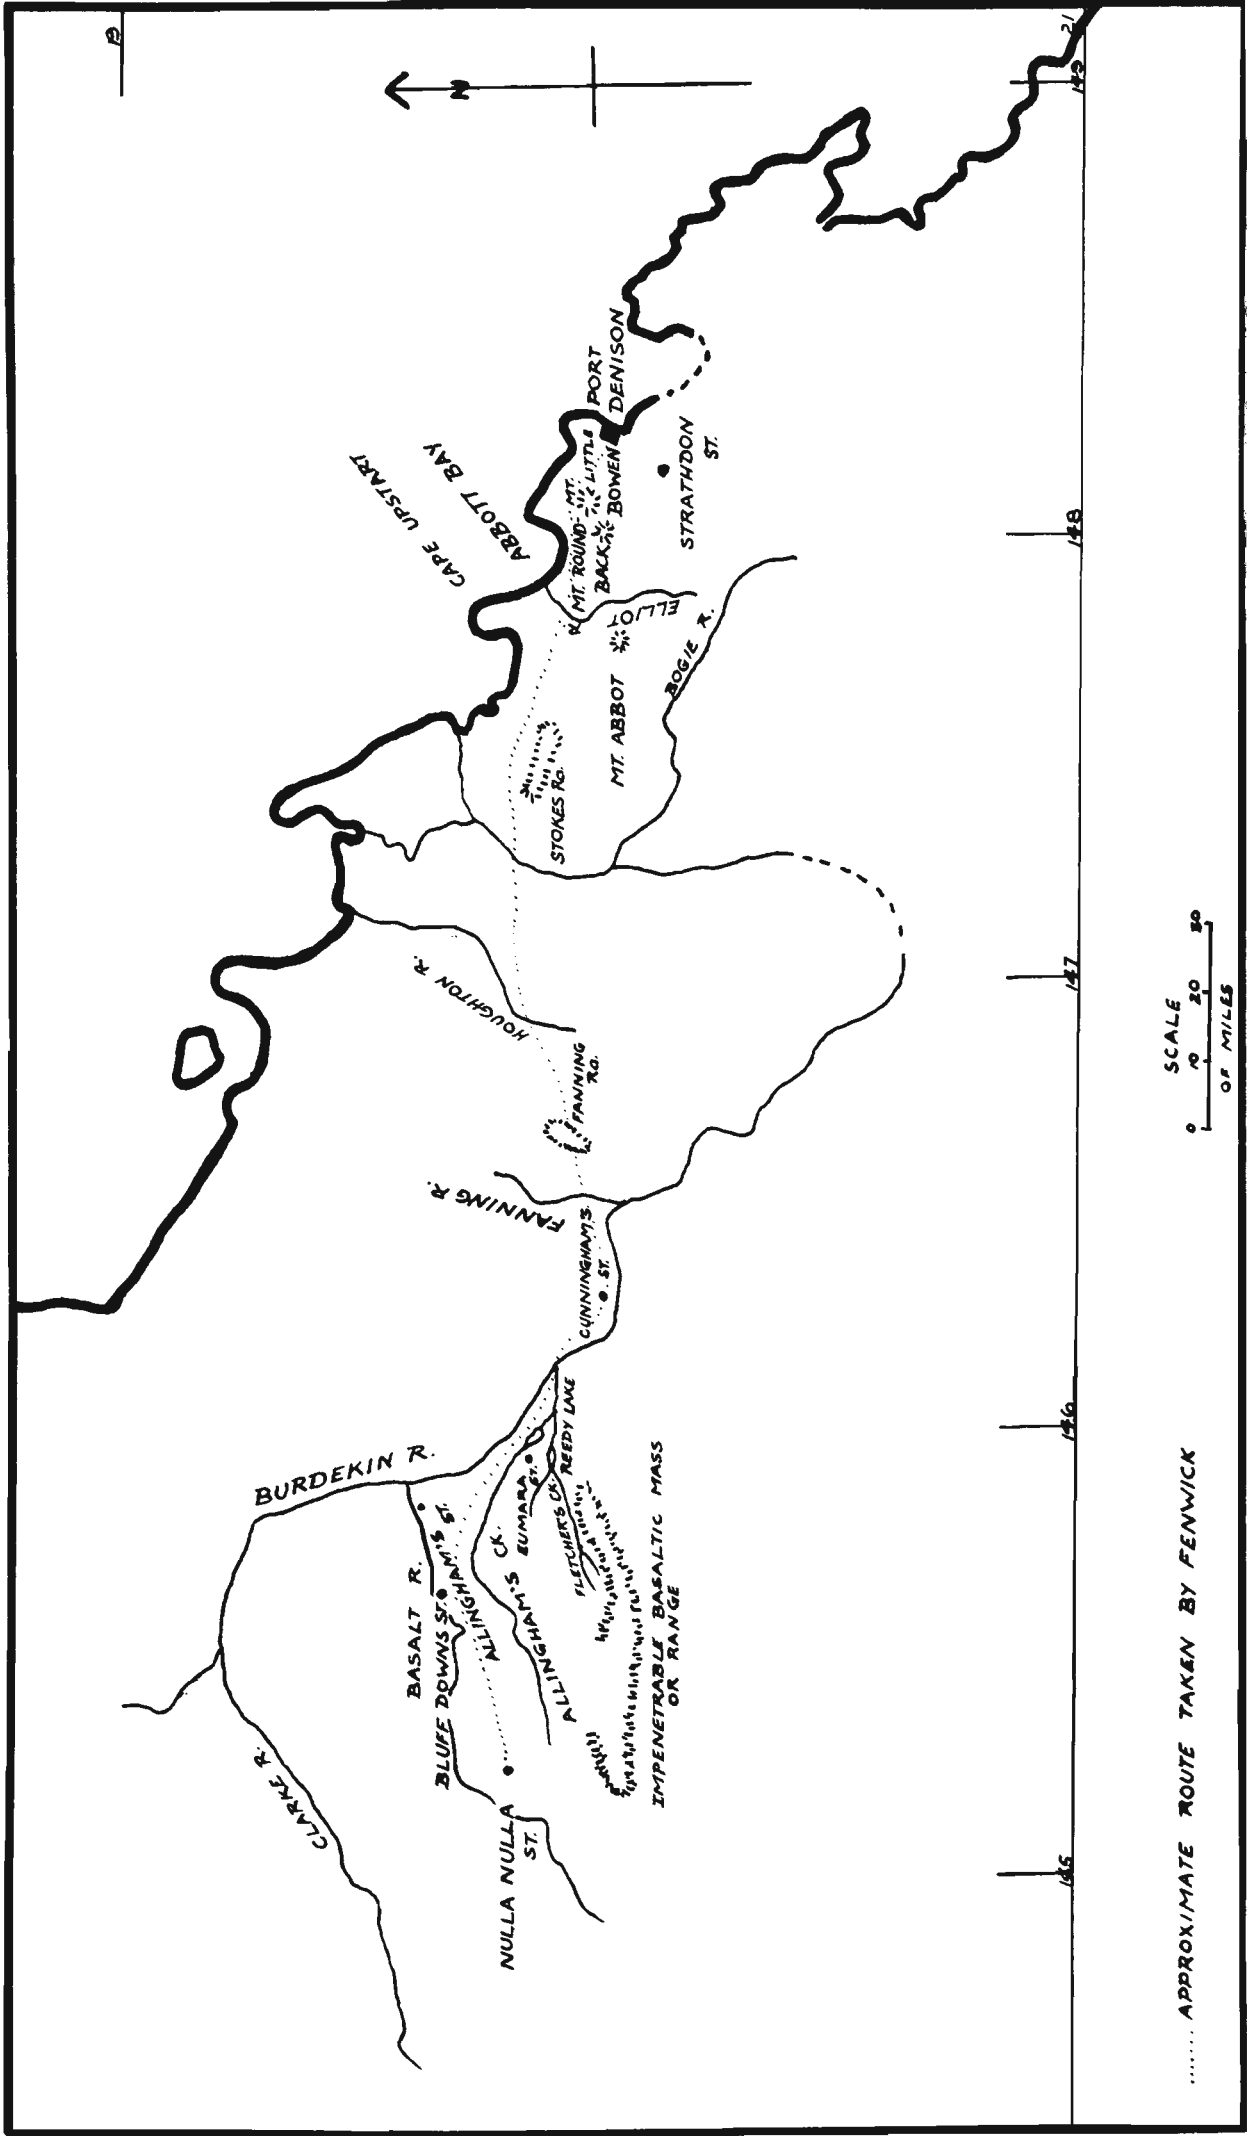 19
N
21
149
148
147
146
145
CAPE UPSTART
ABBOTT BAY
PORT
DENISON
MT. ROUND
MT. LITTLE
BACK
BOWEN
STRATHDON
ST.
ELLIOT
BOGIE R.
MT. ABBOT
STOKES RA.
HOUGHTON R.
FANNING
RA.
FANNING R.
CUNNINGHAM'S
ST.
BURDEKIN R.
REEDY LAKE
EUMARA
ST.
FLETCHER'S CK.
ALLINGHAM'S CK.
ALLINGHAM'S ST.
BASALT R.
BLUFF DOWNS ST.
CLARKE R.
NULLA NULLA
ST.
IMPENETRABLE BASALTIC MASS
OR RANGE
SCALE
0 10 20 30
OF MILES
....... APPROXIMATE ROUTE TAKEN BY FENWICK